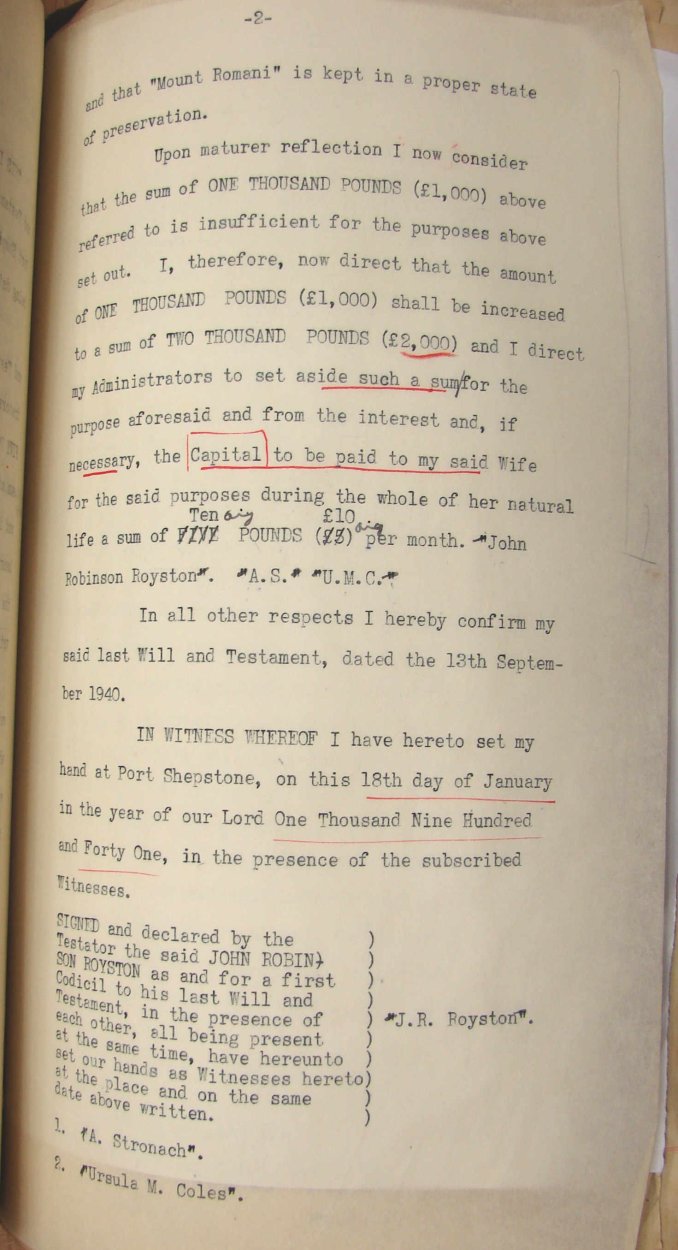 -2-
and that "Mount Romani" is kept in a proper state
of preservation.
Upon maturer reflection I now consider
that the sum of ONE THOUSAND POUNDS (£1,000) above
referred to is insufficient for the purposes above
set out. I, therefore, now direct that the amount
of ONE THOUSAND POUNDS (£1,000) shall be increased
to a sum of TWO THOUSAND POUNDS (£2,000) and I direct
my Administrators to set aside such a sum/for the
purpose aforesaid and from the interest and, if
necessary, the Capital to be paid to my said Wife
for the said purposes during the whole of her natural
Ten £10
life a sum of POUNDS () per month. "John
Robinson Royston". "A.S." "U.M.C."
In all other respects I hereby confirm my
said last Will and Testament, dated the 13th Septem-
ber 1940.
IN WITNESS WHEREOF I have hereto set my
hand at Port Shepstone, on this 18th day of January
in the year of our Lord One Thousand Nine Hundred
and Forty One, in the presence of the subscribed
Witnesses.
SIGNED and declared by the )
Testator the said JOHN ROBIN) )
SON ROYSTON as and for a first )
Codicil to his last Will and )
Testament, in the presence of ) "J.R. Royston".
each other, all being present )
at the same time, have hereunto )
set our hands as Witnesses hereto)
at the place and on the same )
date above written. )
1. "A. Stronach".
2. "Ursula M. Coles".